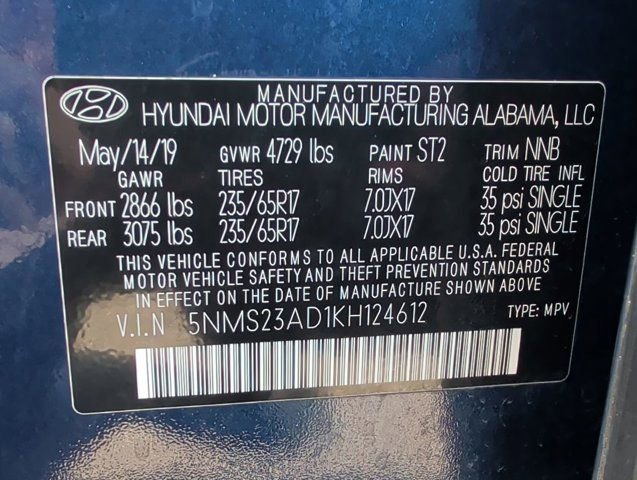 MANUFACTURED BY
HYUNDAI MOTOR MANUFACTURING ALABAMA, LLC
May/14/19 GVWR 4729 lbs PAINT ST2 TRIM NNB
GAWR TIRES RIMS COLD TIRE INFL
FRONT 2866 lbs 235/65R17 7.0JX17 35 psi SINGLE
REAR 3075 lbs 235/65R17 7.0JX17 35 psi SINGLE
THIS VEHICLE CONFORMS TO ALL APPLICABLE U.S.A. FEDERAL
MOTOR VEHICLE SAFETY AND THEFT PREVENTION STANDARDS
IN EFFECT ON THE DATE OF MANUFACTURE SHOWN ABOVE
V.I.N 5NMS23AD1KH124612 TYPE: MPV